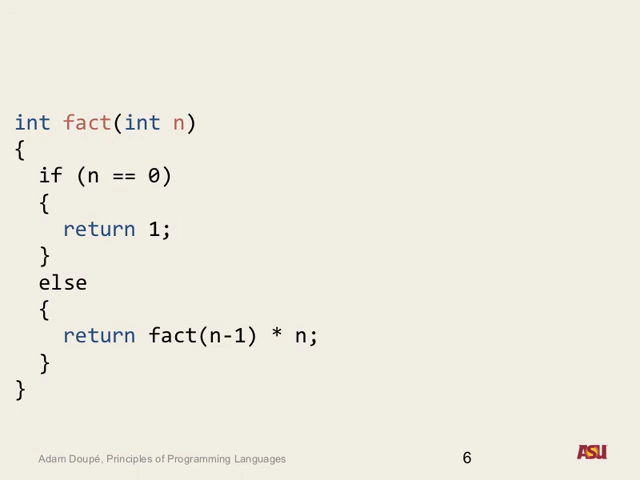 int fact(int n)
{
  if (n == 0)
  {
    return 1;
  }
  else
  {
    return fact(n-1) * n;
  }
}
Adam Doupé, Principles of Programming Languages
6
ASU